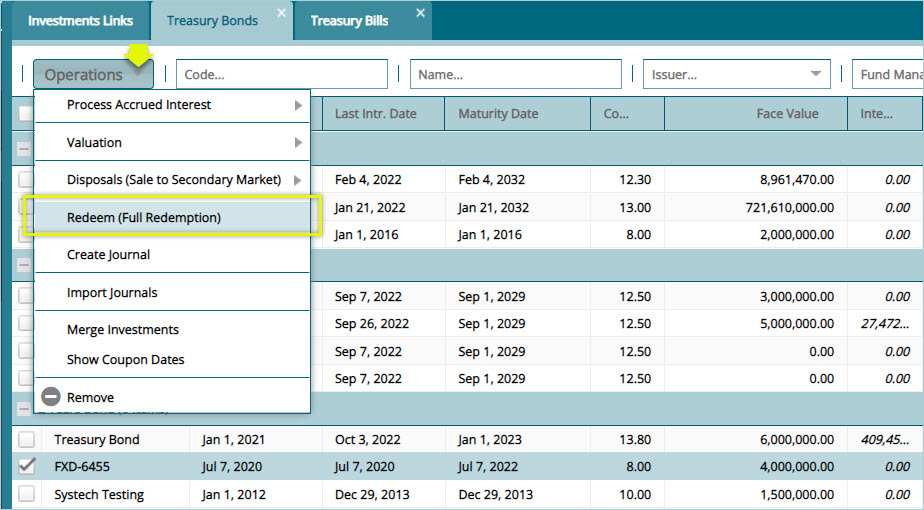 Investments Links Treasury Bonds × Treasury Bills ×
Operations Code... Name... Issuer... Fund Mana
Last Intr. Date Maturity Date Co... Face Value Inte...
Process Accrued Interest
Valuation
Disposals (Sale to Secondary Market) Feb 4, 2022 Feb 4, 2032 12.30 8,961,470.00 0.00
Redeem (Full Redemption) Jan 21, 2022 Jan 21, 2032 13.00 721,610,000.00 0.00
Jan 1, 2016 Jan 1, 2016 8.00 2,000,000.00 0.00
Create Journal
Import Journals Sep 7, 2022 Sep 1, 2029 12.50 3,000,000.00 0.00
Merge Investments Sep 26, 2022 Sep 1, 2029 12.50 5,000,000.00 27,472...
Show Coupon Dates Sep 7, 2022 Sep 1, 2029 12.50 0.00 0.00
Sep 7, 2022 Sep 1, 2029 12.50 0.00 0.00
Remove
Treasury Bond Jan 1, 2021 Oct 3, 2022 Jan 1, 2023 13.80 6,000,000.00 409,45...
FXD-6455 Jul 7, 2020 Jul 7, 2020 Jul 7, 2022 8.00 4,000,000.00 0.00
Systech Testing Jan 1, 2012 Dec 29, 2013 Dec 29, 2014 10.00 1,500,000.00 0.00